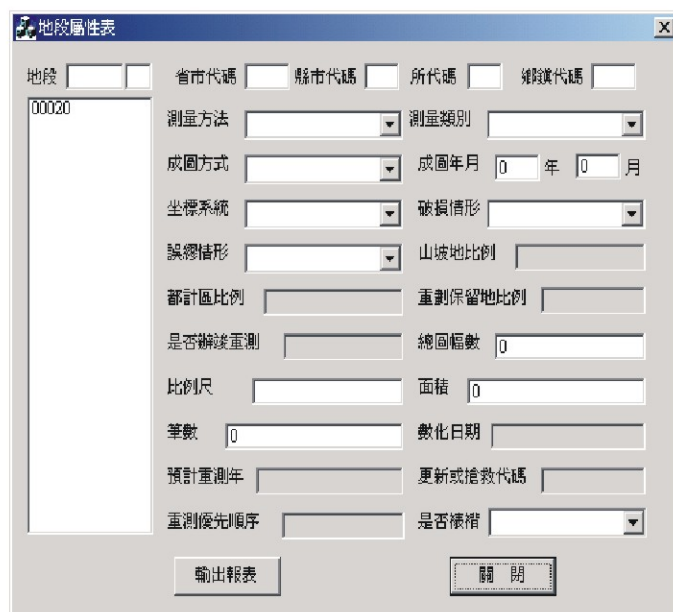 地段屬性表
地段 省市代碼 縣市代碼 所代碼 鄉鎮代碼
00020
測量方法 測量類別
成圖方式 成圖年月 0 年 0 月
坐標系統 破損情形
誤繆情形 山坡地比例
都計區比例 重劃保留地比例
是否辦竣重測 總圖幅數 0
比例尺 面積 0
筆數 0 數化日期
預計重測年 更新或搶救代碼
重測優先順序 是否裱褙
輸出報表 關 閉